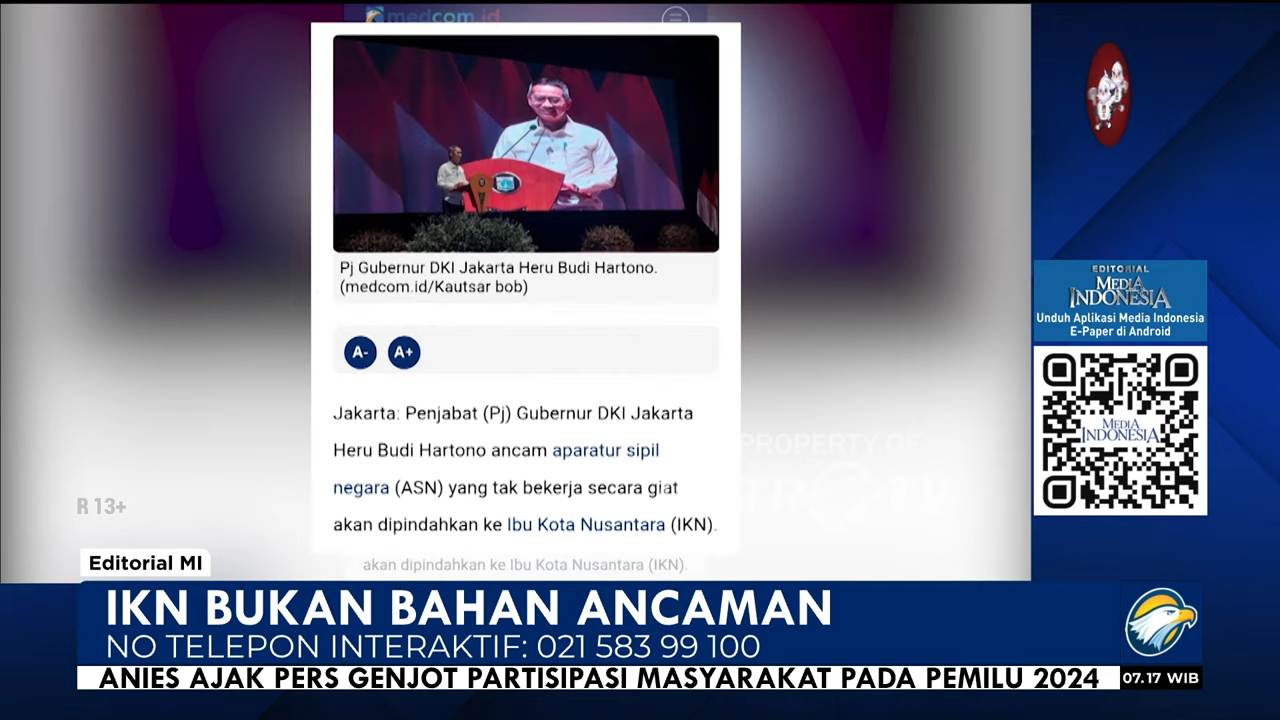 medcom.id
Pj Gubernur DKI Jakarta Heru Budi Hartono.
(medcom.id/Kautsar bob)
A- A+
Jakarta: Penjabat (Pj) Gubernur DKI Jakarta
Heru Budi Hartono ancam aparatur sipil
negara (ASN) yang tak bekerja secara giat
akan dipindahkan ke Ibu Kota Nusantara (IKN).
akan dipindahkan ke Ibu Kota Nusantara (IKN).
PROPERTY OF
METRO TV
R 13+
EDITORIAL
MEDIA
INDONESIA
Unduh Aplikasi Media Indonesia
E-Paper di Android
MEDIA
INDONESIA
Editorial MI
IKN BUKAN BAHAN ANCAMAN
NO TELEPON INTERAKTIF: 021 583 99 100
ANIES AJAK PERS GENJOT PARTISIPASI MASYARAKAT PADA PEMILU 2024
07.17 WIB